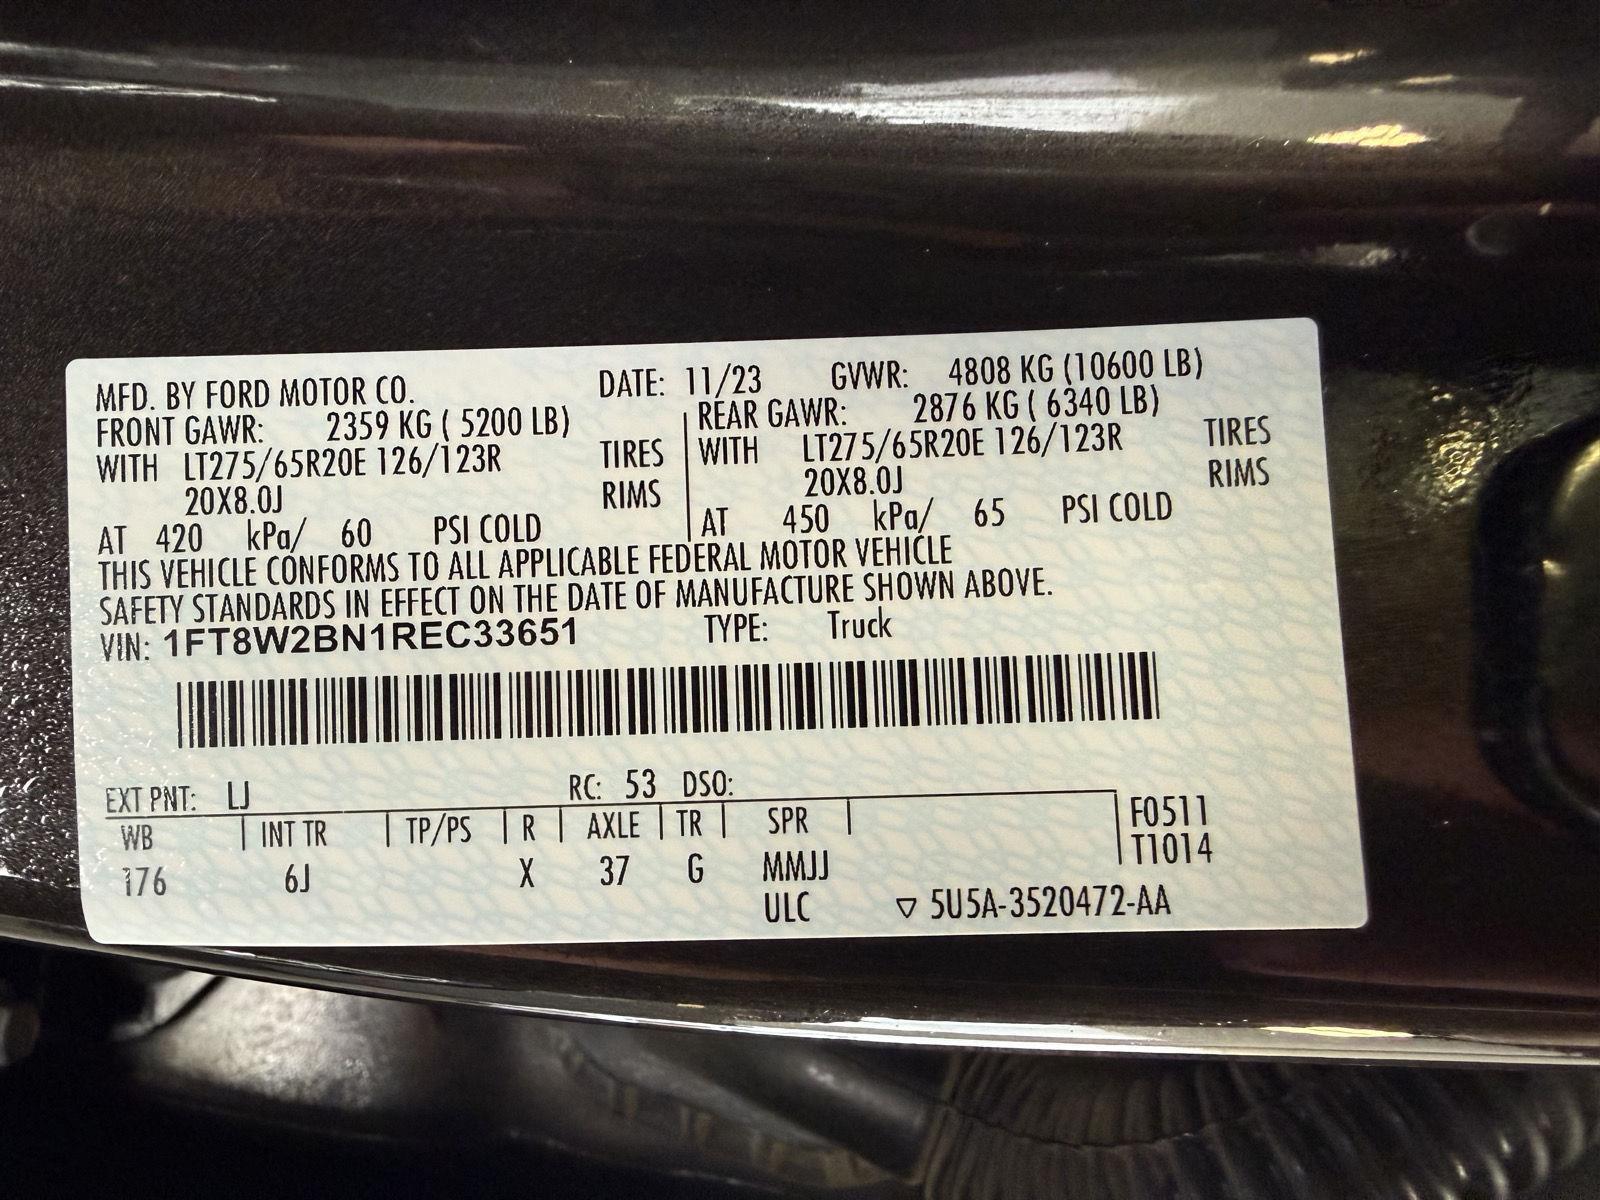 MFD. BY FORD MOTOR CO. DATE: 11/23 GVWR: 4808 KG (10600 LB)
FRONT GAWR: 2359 KG ( 5200 LB) REAR GAWR: 2876 KG ( 6340 LB)
WITH LT275/65R20E 126/123R TIRES WITH LT275/65R20E 126/123R TIRES
20X8.0J RIMS 20X8.0J RIMS
AT 420 kPa/ 60 PSI COLD AT 450 kPa/ 65 PSI COLD
THIS VEHICLE CONFORMS TO ALL APPLICABLE FEDERAL MOTOR VEHICLE
SAFETY STANDARDS IN EFFECT ON THE DATE OF MANUFACTURE SHOWN ABOVE.
VIN: 1FT8W2BN1REC33651 TYPE: Truck
EXT PNT: LJ RC: 53 DSO:
WB INT TR TP/PS R AXLE TR SPR F0511
T1014
176 6J X 37 G MMJJ
ULC ▽ 5U5A-3520472-AA